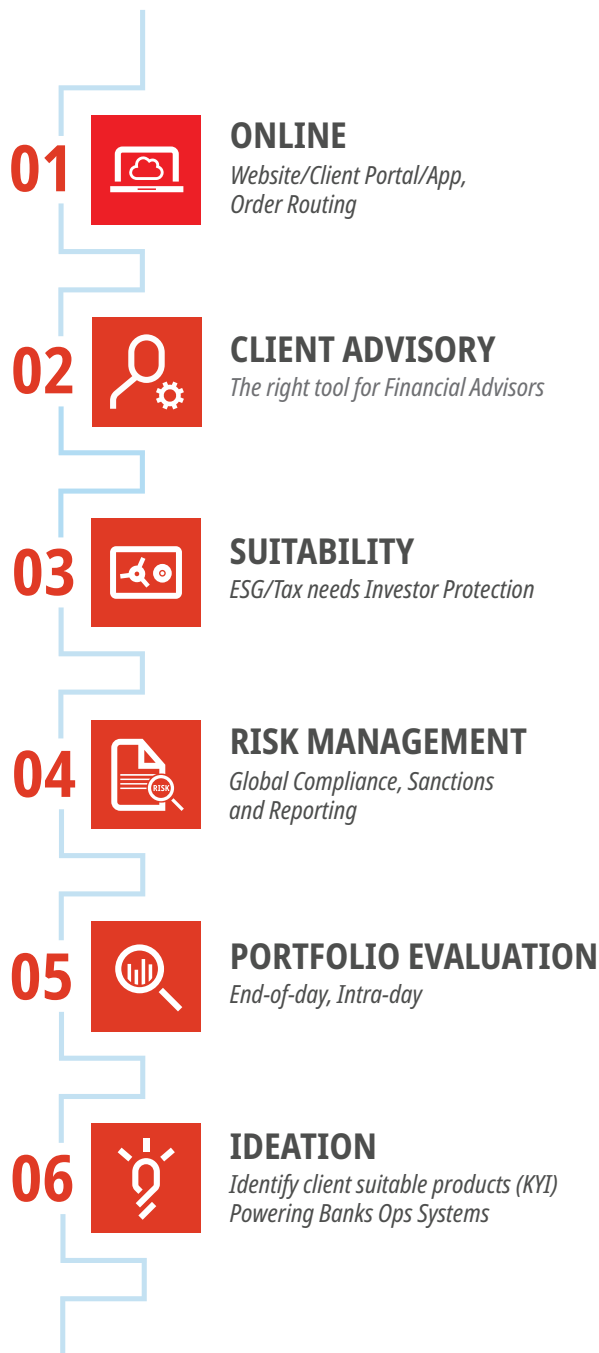 01
ONLINE
Website/Client Portal/App,
Order Routing
02
CLIENT ADVISORY
The right tool for Financial Advisors
03
SUITABILITY
ESG/Tax needs Investor Protection
04
RISK
RISK MANAGEMENT
Global Compliance, Sanctions
and Reporting
05
PORTFOLIO EVALUATION
End-of-day, Intra-day
06
IDEATION
Identify client suitable products (KYI)
Powering Banks Ops Systems